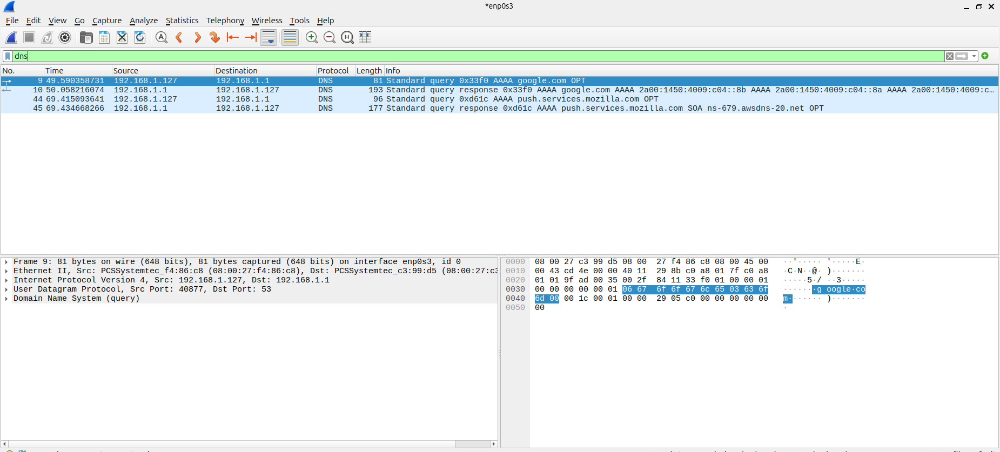 *enp0s3
File Edit View Go Capture Analyze Statistics Telephony Wireless Tools Help
dns
No. Time Source Destination Protocol Length Info
9 49.590358731 192.168.1.127 192.168.1.1 DNS 81 Standard query 0x33f0 AAAA google.com OPT
10 50.058216074 192.168.1.1 192.168.1.127 DNS 193 Standard query response 0x33f0 AAAA google.com AAAA 2a00:1450:4009:c04::8b AAAA 2a00:1450:4009:c04::8a AAAA 2a00:1450:4009:c…
44 69.415093641 192.168.1.127 192.168.1.1 DNS 96 Standard query 0xd61c AAAA push.services.mozilla.com OPT
45 69.434668266 192.168.1.1 192.168.1.127 DNS 177 Standard query response 0xd61c AAAA push.services.mozilla.com SOA ns-679.awsdns-20.net OPT
Frame 9: 81 bytes on wire (648 bits), 81 bytes captured (648 bits) on interface enp0s3, id 0
Ethernet II, Src: PCSSystemtec_f4:86:c8 (08:00:27:f4:86:c8), Dst: PCSSystemtec_c3:99:d5 (08:00:27:c3
Internet Protocol Version 4, Src: 192.168.1.127, Dst: 192.168.1.1
User Datagram Protocol, Src Port: 40877, Dst Port: 53
Domain Name System (query)
0000 08 00 27 c3 99 d5 08 00 27 f4 86 c8 08 00 45 00 ··'····· '·····E·
0010 00 43 cd 4e 00 00 40 11 29 8b c0 a8 01 7f c0 a8 ·C·N··@· )·······
0020 01 01 9f ad 00 35 00 2f 84 11 33 f0 01 00 00 01 ·····5·/ ··3·····
0030 00 00 00 00 00 01 06 67 6f 6f 67 6c 65 03 63 6f ·······g oogle·co
0040 6d 00 00 1c 00 01 00 00 29 05 c0 00 00 00 00 00 m······· )·······
0050 00 ·